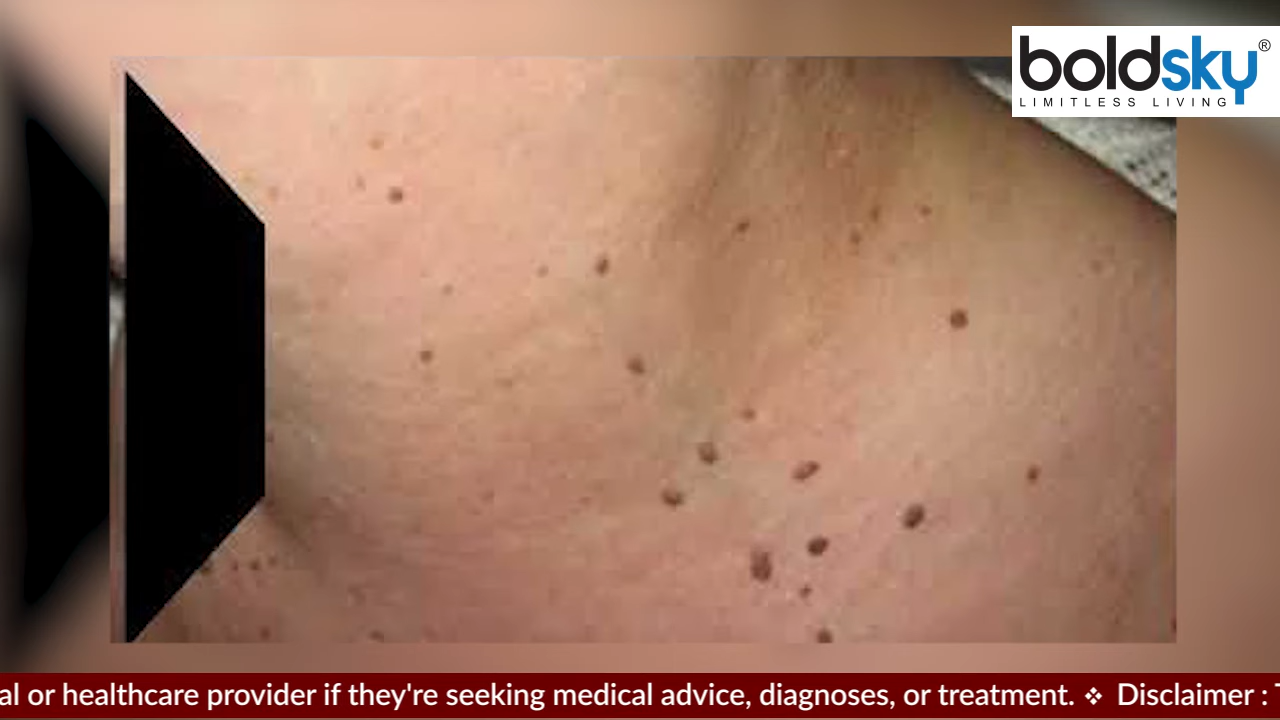 boldsky®
LIMITLESS LIVING
al or healthcare provider if they're seeking medical advice, diagnoses, or treatment. ❖ Disclaimer :